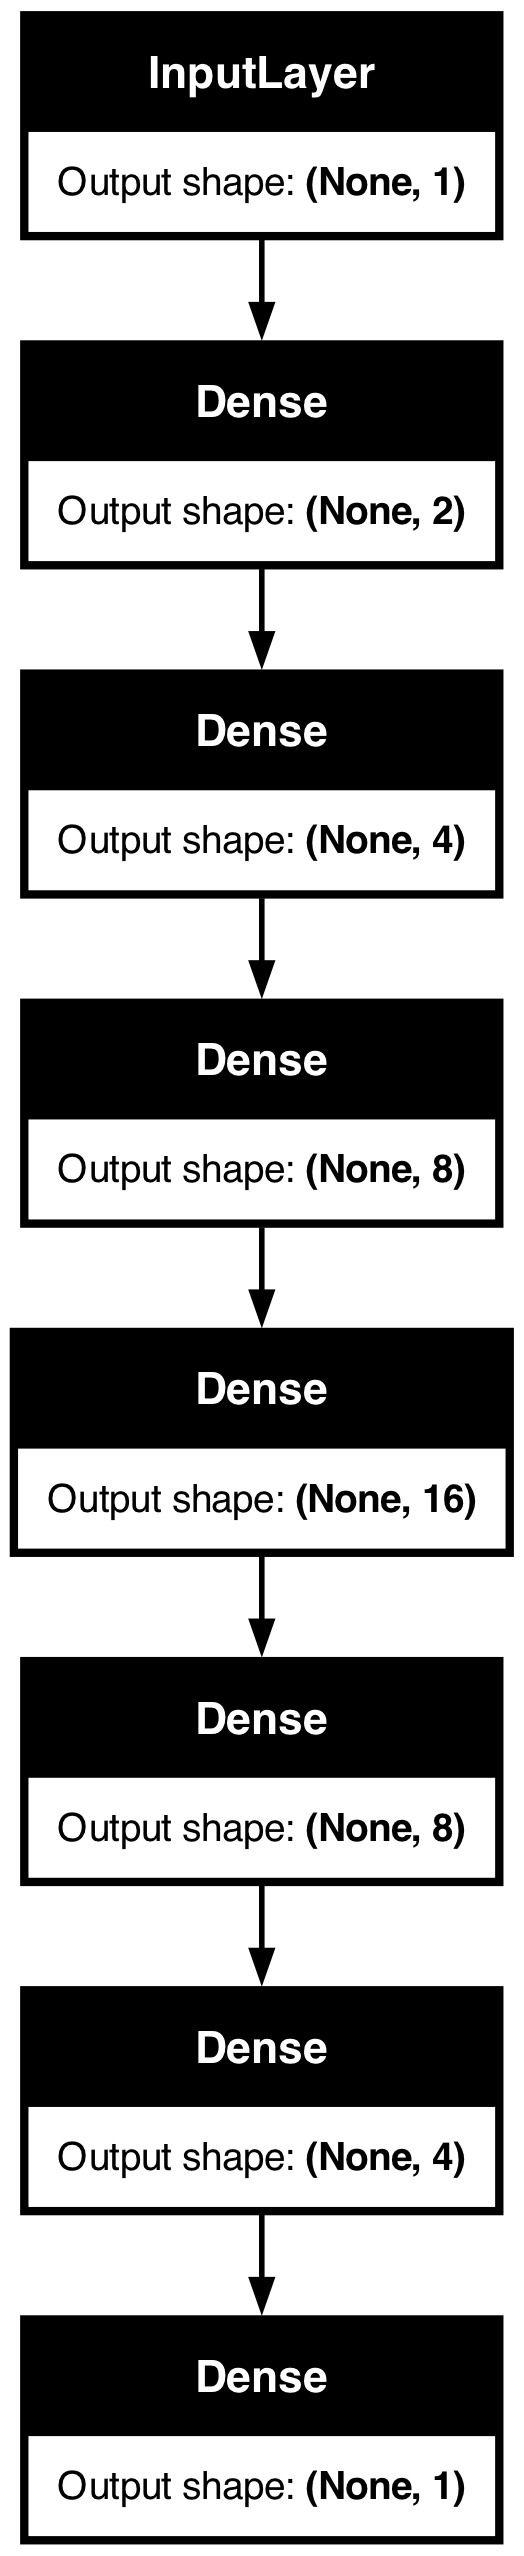 InputLayer
Output shape: (None, 1)
Dense
Output shape: (None, 2)
Dense
Output shape: (None, 4)
Dense
Output shape: (None, 8)
Dense
Output shape: (None, 16)
Dense
Output shape: (None, 8)
Dense
Output shape: (None, 4)
Dense
Output shape: (None, 1)